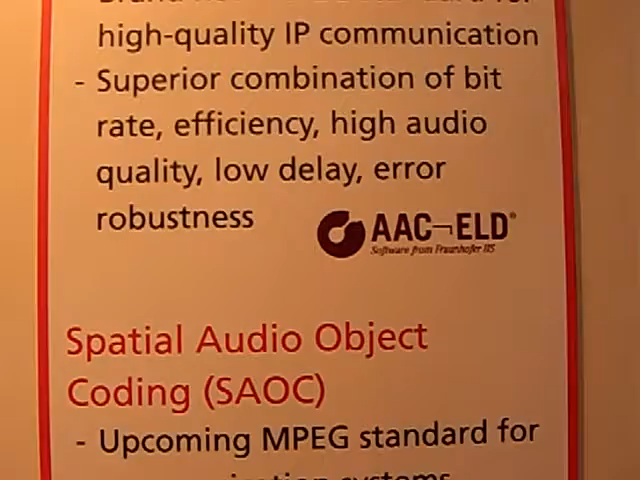 high-quality IP communication
- Superior combination of bit
rate, efficiency, high audio
quality, low delay, error
robustness
AAC¬ELD®
Software from Fraunhofer IIS
Spatial Audio Object
Coding (SAOC)
- Upcoming MPEG standard for
systems